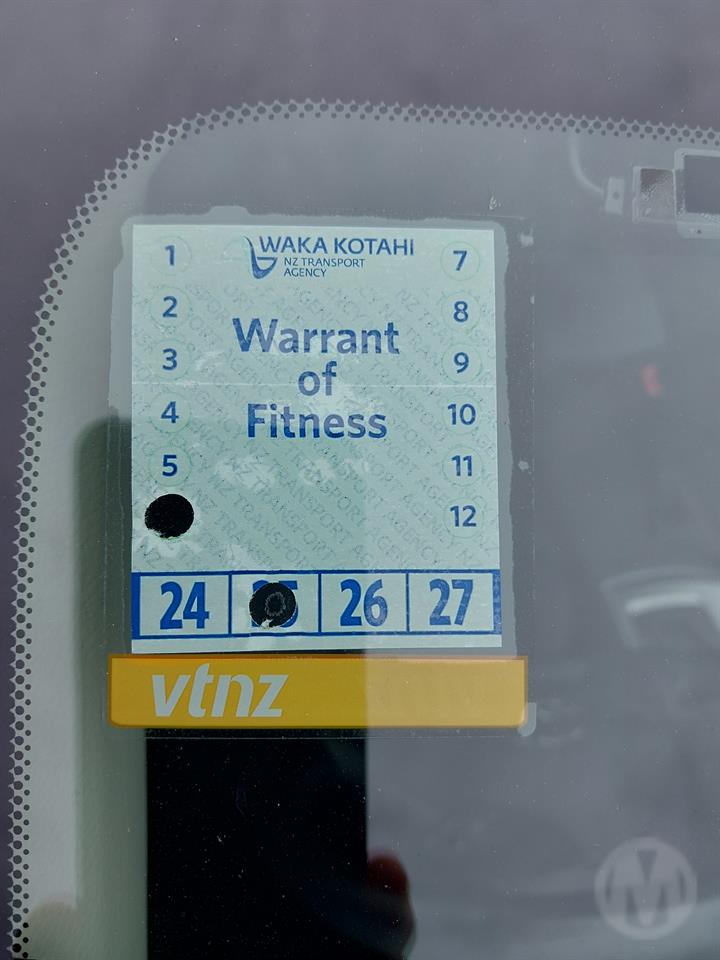 WAKA KOTAHI
NZ TRANSPORT
AGENCY
Warrant
of
Fitness
1
2
3
4
5
7
8
9
10
11
12
24
26
27
vtnz
M